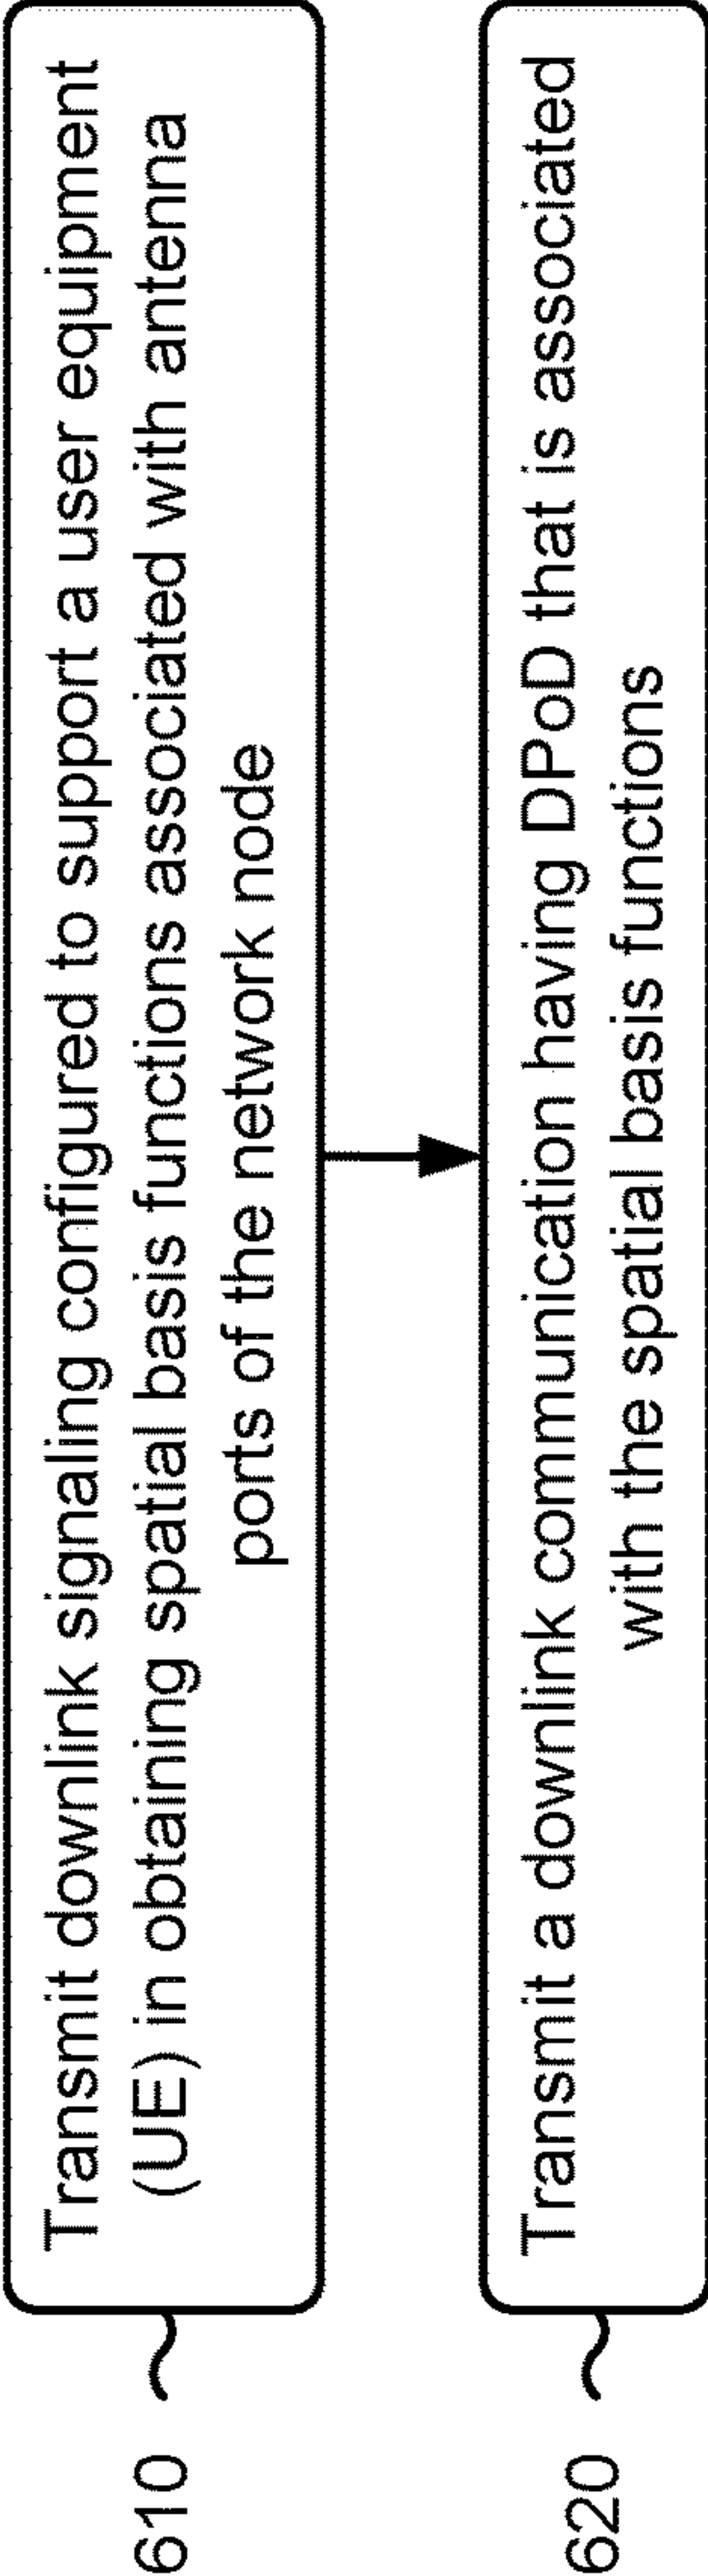 610
Transmit downlink signaling configured to support a user equipment
(UE) in obtaining spatial basis functions associated with antenna
ports of the network node
620
Transmit a downlink communication having DPoD that is associated
with the spatial basis functions